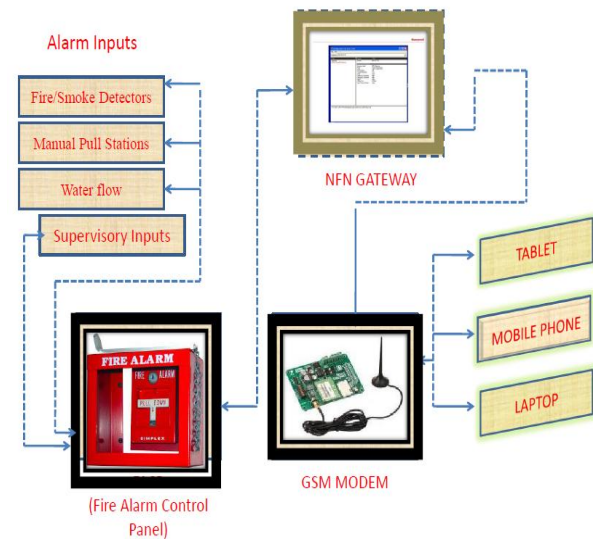 Alarm Inputs
Fire/Smoke Detectors
Manual Pull Stations
Water flow
Supervisory Inputs
Honeywell
NFN GATEWAY
TABLET
MOBILE PHONE
LAPTOP
FIRE ALARM
FIRE ALARM
PULL DOWN
SIMPLEX
(Fire Alarm Control
Panel)
GSM MODEM